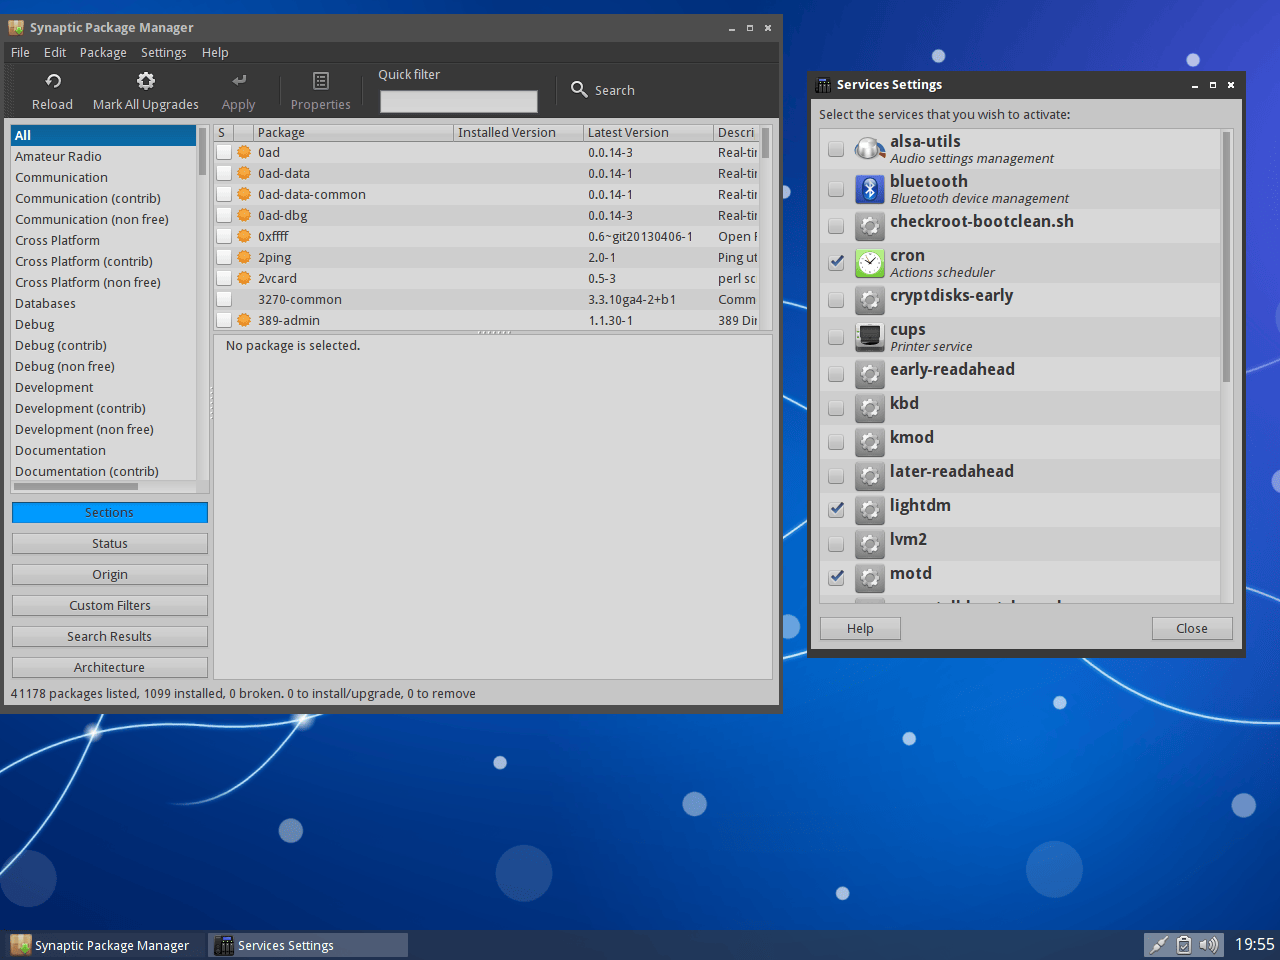 Synaptic Package Manager
File Edit Package Settings Help
Reload
Mark All Upgrades
Apply
Properties
Quick filter
Search
All
Amateur Radio
Communication
Communication (contrib)
Communication (non free)
Cross Platform
Cross Platform (contrib)
Cross Platform (non free)
Databases
Debug
Debug (contrib)
Debug (non free)
Development
Development (contrib)
Development (non free)
Documentation
Documentation (contrib)
Sections
Status
Origin
Custom Filters
Search Results
Architecture
S Package Installed Version Latest Version Descri
0ad 0.0.14-3 Real-tir
0ad-data 0.0.14-1 Real-tir
0ad-data-common 0.0.14-1 Real-tir
0ad-dbg 0.0.14-3 Real-tir
0xffff 0.6~git20130406-1 Open F
2ping 2.0-1 Ping ut
2vcard 0.5-3 perl sc
3270-common 3.3.10ga4-2+b1 Comm
389-admin 1.1.30-1 389 Dir
No package is selected.
41178 packages listed, 1099 installed, 0 broken. 0 to install/upgrade, 0 to remove
Services Settings
Select the services that you wish to activate:
alsa-utils
Audio settings management
bluetooth
Bluetooth device management
checkroot-bootclean.sh
cron
Actions scheduler
cryptdisks-early
cups
Printer service
early-readahead
kbd
kmod
later-readahead
lightdm
lvm2
motd
Help
Close
Synaptic Package Manager
Services Settings
19:55